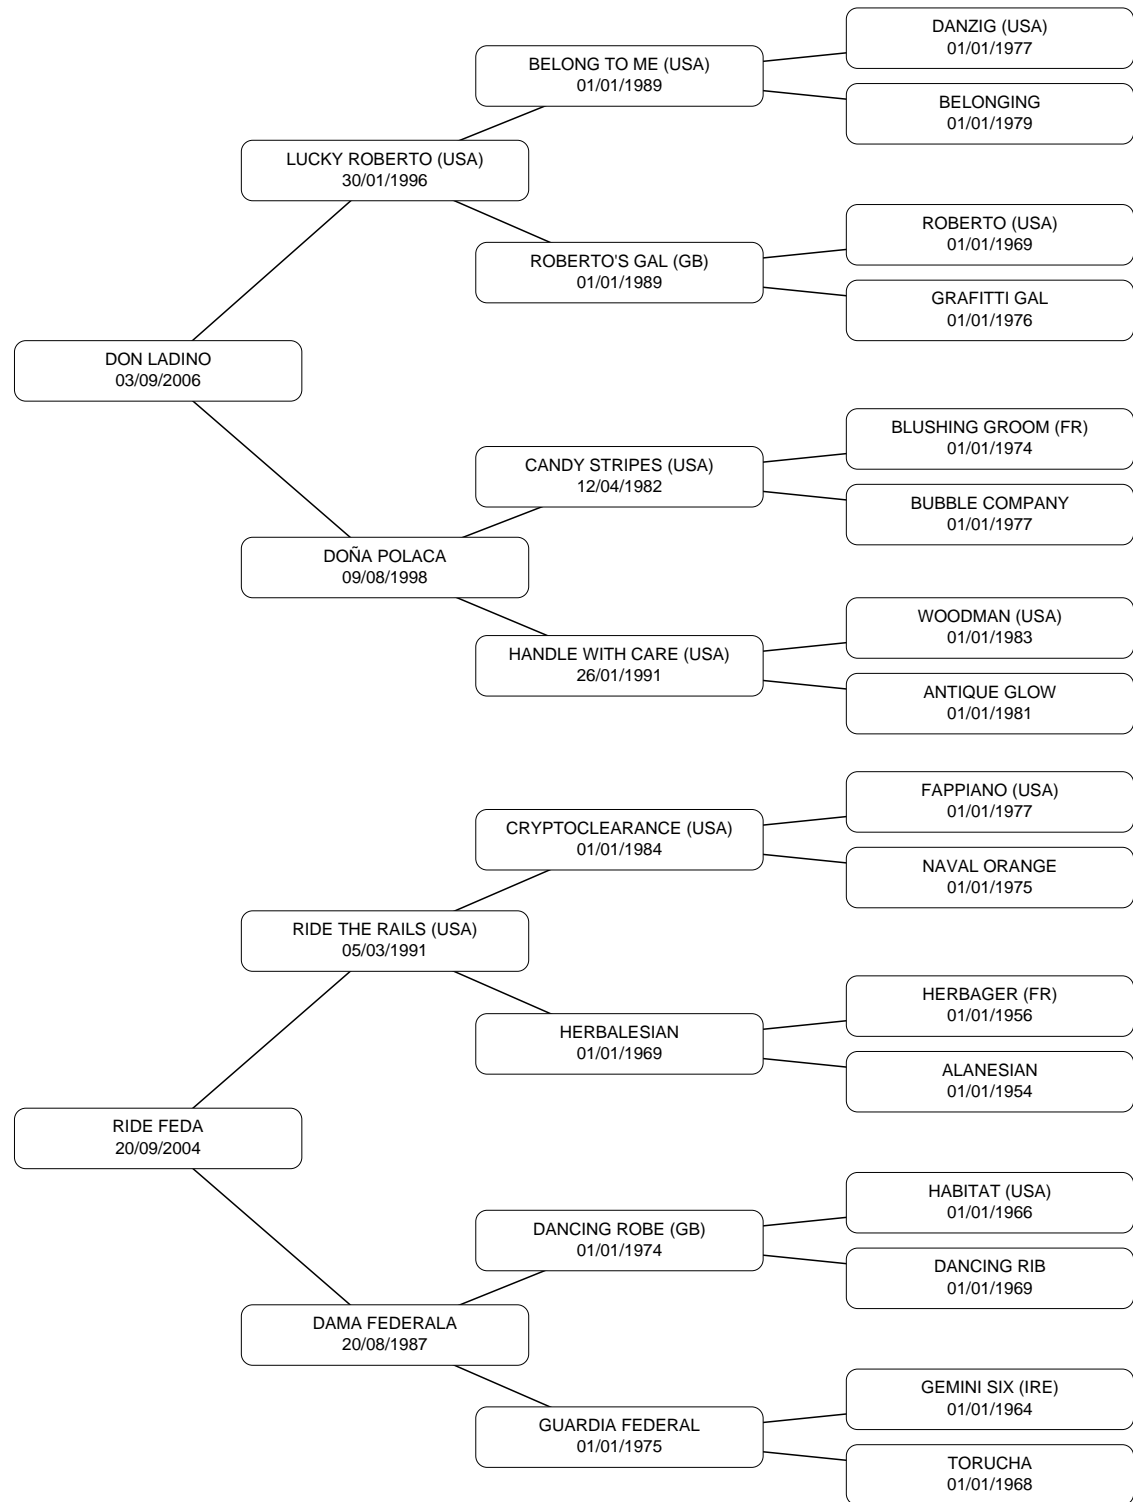 DANZIG (USA)
01/01/1977
BELONG TO ME (USA)
01/01/1989
BELONGING
01/01/1979
LUCKY ROBERTO (USA)
30/01/1996
ROBERTO (USA)
01/01/1969
ROBERTO'S GAL (GB)
01/01/1989
GRAFITTI GAL
01/01/1976
DON LADINO
03/09/2006
BLUSHING GROOM (FR)
01/01/1974
CANDY STRIPES (USA)
12/04/1982
BUBBLE COMPANY
01/01/1977
DOÑA POLACA
09/08/1998
WOODMAN (USA)
01/01/1983
HANDLE WITH CARE (USA)
26/01/1991
ANTIQUE GLOW
01/01/1981
FAPPIANO (USA)
01/01/1977
CRYPTOCLEARANCE (USA)
01/01/1984
NAVAL ORANGE
01/01/1975
RIDE THE RAILS (USA)
05/03/1991
HERBAGER (FR)
01/01/1956
HERBALESIAN
01/01/1969
ALANESIAN
01/01/1954
RIDE FEDA
20/09/2004
HABITAT (USA)
01/01/1966
DANCING ROBE (GB)
01/01/1974
DANCING RIB
01/01/1969
DAMA FEDERALA
20/08/1987
GEMINI SIX (IRE)
01/01/1964
GUARDIA FEDERAL
01/01/1975
TORUCHA
01/01/1968